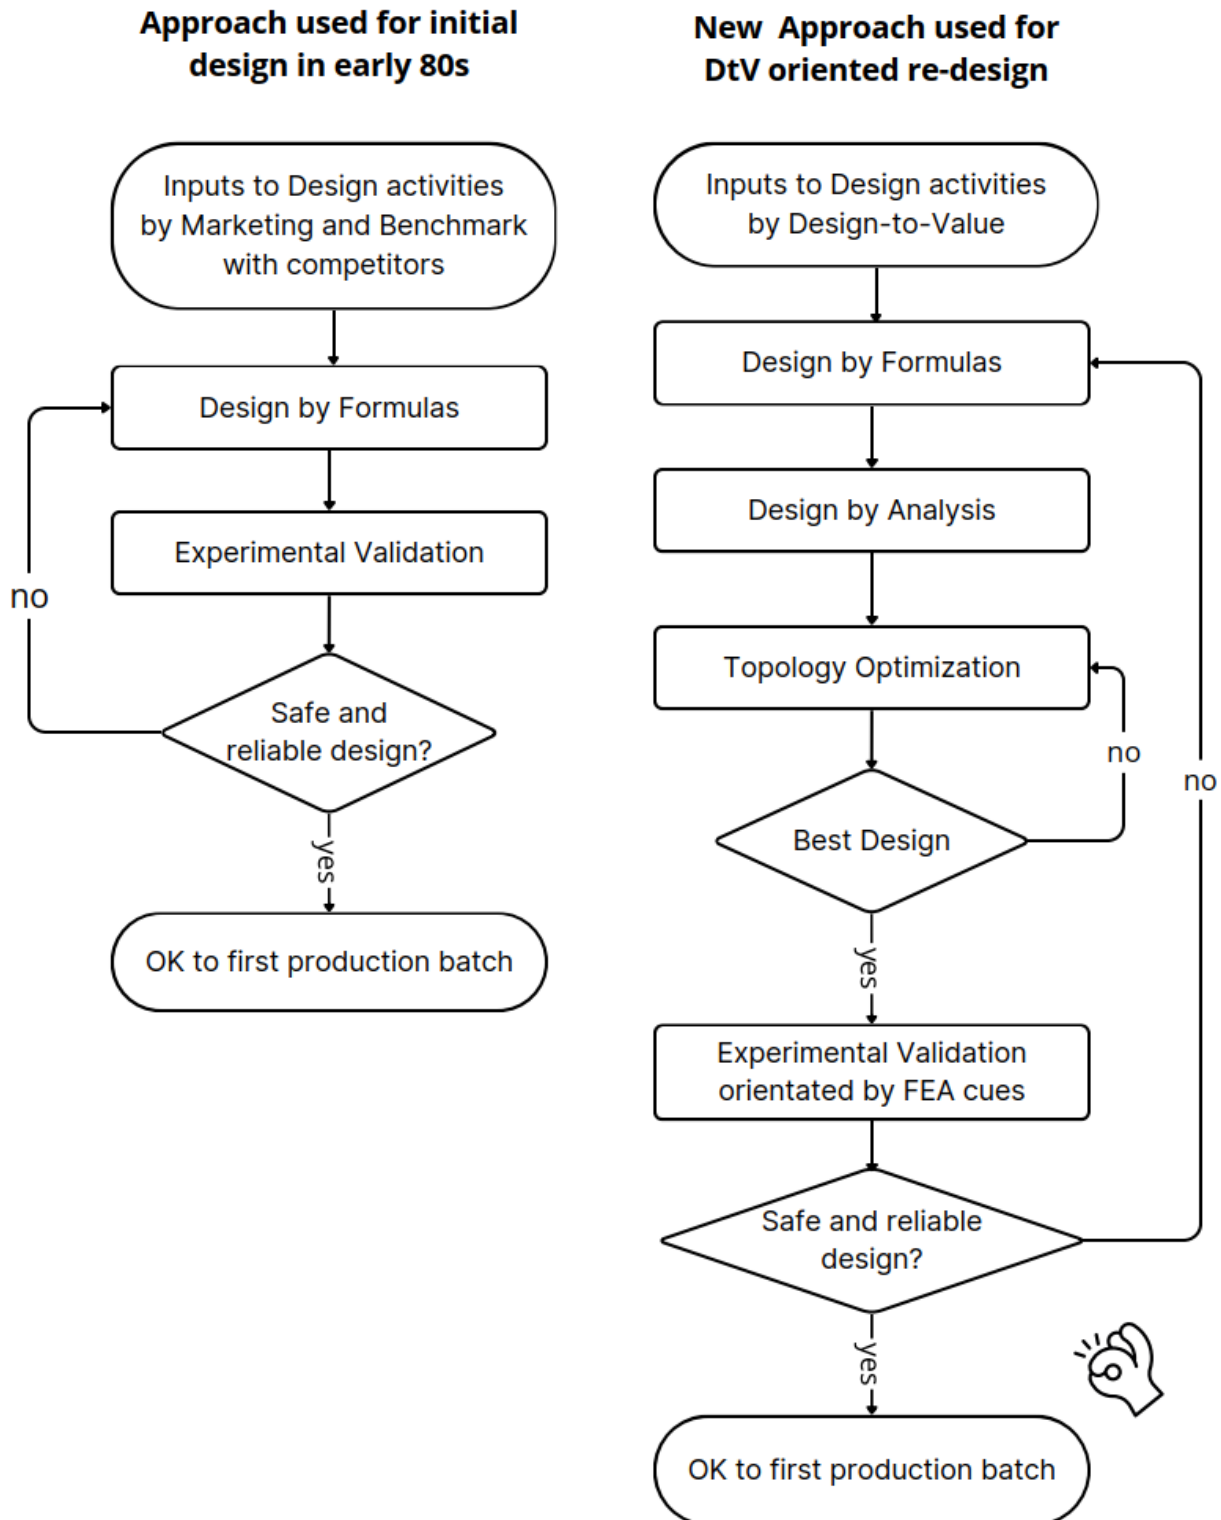 Approach used for initial
design in early 80s
Inputs to Design activities
by Marketing and Benchmark
with competitors
Design by Formulas
Experimental Validation
no
Safe and
reliable design?
yes
OK to first production batch
New Approach used for
DtV oriented re-design
Inputs to Design activities
by Design-to-Value
Design by Formulas
Design by Analysis
Topology Optimization
no
no
Best Design
yes
Experimental Validation
orientated by FEA cues
Safe and reliable
design?
yes
OK to first production batch